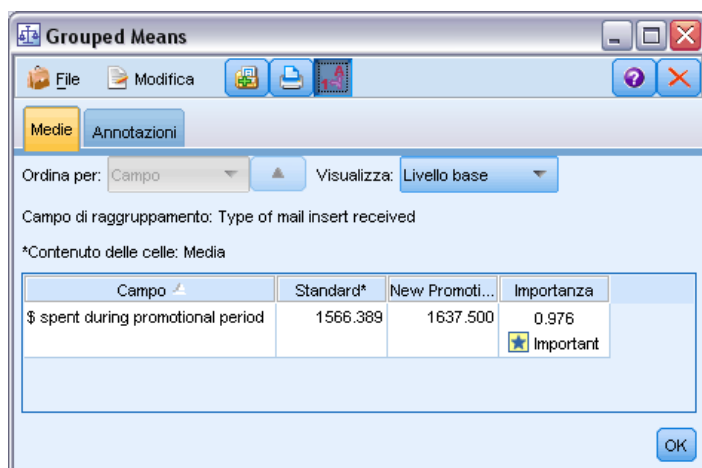 Grouped Means
File Modifica
Medie Annotazioni
Ordina per: Campo Visualizza: Livello base
Campo di raggruppamento: Type of mail insert received
*Contenuto delle celle: Media
Campo Standard* New Promoti... Importanza
$ spent during promotional period 1566.389 1637.500 0.976
Important
OK